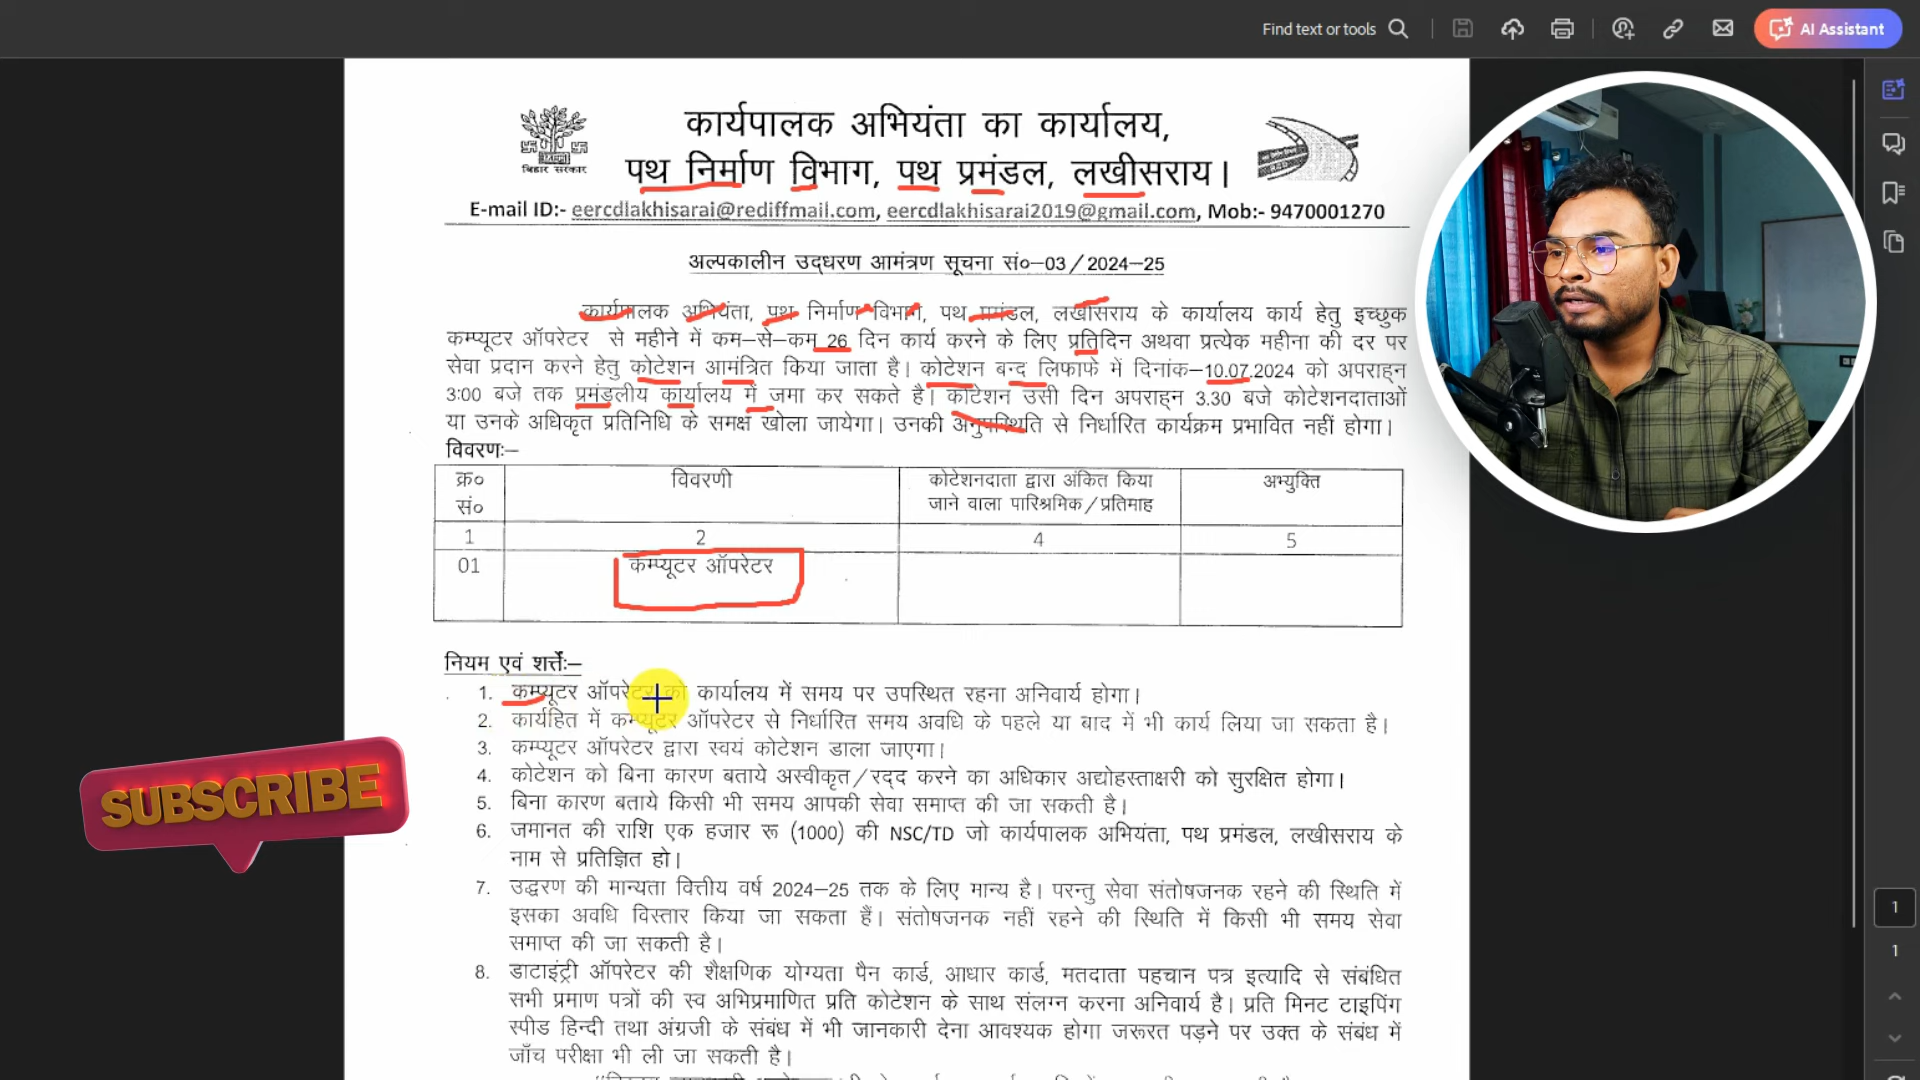 Find text or tools
AI Assistant
कार्यपालक अभियंता का कार्यालय,
पथ निर्माण विभाग, पथ प्रमंडल, लखीसराय।
बिहार सरकार
E-mail ID:- eercdlakhisarai@rediffmail.com, eercdlakhisarai2019@gmail.com, Mob:- 9470001270
अल्पकालीन उद्धरण आमंत्रण सूचना सं०–03/2024–25
कार्यपालक अभियंता, पथ निर्माण विभाग, पथ प्रमंडल, लखीसराय के कार्यालय कार्य हेतु इच्छुक
कम्प्यूटर ऑपरेटर से महीने में कम–से–कम 26 दिन कार्य करने के लिए प्रतिदिन अथवा प्रत्येक महीना की दर पर
सेवा प्रदान करने हेतु कोटेशन आमंत्रित किया जाता है। कोटेशन बन्द लिफाफे में दिनांक–10.07.2024 को अपराह्न
3:00 बजे तक प्रमंडलीय कार्यालय में जमा कर सकते है। कोटेशन उसी दिन अपराह्न 3.30 बजे कोटेशनदाताओं
या उनके अधिकृत प्रतिनिधि के समक्ष खोला जायेगा। उनकी अनुपस्थिति से निर्धारित कार्यक्रम प्रभावित नहीं होगा।
विवरणः–
क्र० सं० विवरणी कोटेशनदाता द्वारा अंकित किया जाने वाला पारिश्रमिक/प्रतिमाह अभ्युक्ति
1 2 4 5
01 कम्प्यूटर ऑपरेटर
नियम एवं शर्त्तेः–
1. कम्प्यूटर ऑपरेटर को कार्यालय में समय पर उपस्थित रहना अनिवार्य होगा।
2. कार्यहित में कम्प्यूटर ऑपरेटर से निर्धारित समय अवधि के पहले या बाद में भी कार्य लिया जा सकता है।
3. कम्प्यूटर ऑपरेटर द्वारा स्वयं कोटेशन डाला जाएगा।
4. कोटेशन को बिना कारण बताये अस्वीकृत/रद्द करने का अधिकार अद्योहस्ताक्षरी को सुरक्षित होगा।
5. बिना कारण बताये किसी भी समय आपकी सेवा समाप्त की जा सकती है।
6. जमानत की राशि एक हजार रू (1000) की NSC/TD जो कार्यपालक अभियंता, पथ प्रमंडल, लखीसराय के
नाम से प्रतिज्ञित हो।
7. उद्धरण की मान्यता वित्तीय वर्ष 2024–25 तक के लिए मान्य है। परन्तु सेवा संतोषजनक रहने की स्थिति में
इसका अवधि विस्तार किया जा सकता हैं। संतोषजनक नहीं रहने की स्थिति में किसी भी समय सेवा
समाप्त की जा सकती है।
8. डाटाइंट्री ऑपरेटर की शैक्षणिक योग्यता पैन कार्ड, आधार कार्ड, मतदाता पहचान पत्र इत्यादि से संबंधित
सभी प्रमाण पत्रों की स्व अभिप्रमाणित प्रति कोटेशन के साथ संलग्न करना अनिवार्य है। प्रति मिनट टाइपिंग
स्पीड हिन्दी तथा अंग्रजी के संबंध में भी जानकारी देना आवश्यक होगा जरूरत पड़ने पर उक्त के संबंध में
जाँच परीक्षा भी ली जा सकती है।
SUBSCRIBE
1
1